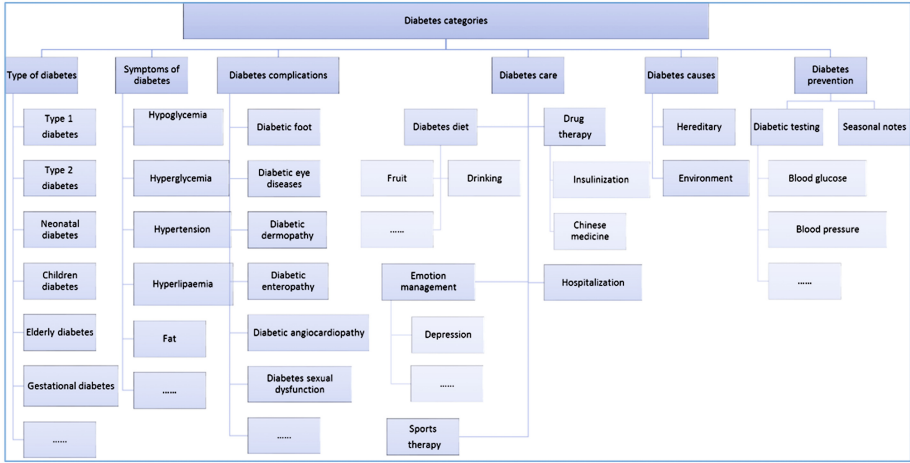 Diabetes categories
Type of diabetes
Symptoms of
diabetes
Diabetes complications
Diabetes care
Diabetes causes
Diabetes
prevention
Type 1
diabetes
Type 2
diabetes
Neonatal
diabetes
Children
diabetes
Elderly diabetes
Gestational diabetes
......
Hypoglycemia
Hyperglycemia
Hypertension
Hyperlipaemia
Fat
......
Diabetic foot
Diabetic eye
diseases
Diabetic
dermopathy
Diabetic
enteropathy
Diabetic angiocardiopathy
Diabetes sexual
dysfunction
......
Diabetes diet
Fruit
Drinking
......
Drug
therapy
Insulinization
Chinese
medicine
Emotion
management
Depression
......
Hospitalization
Sports
therapy
Hereditary
Environment
Diabetic testing
Seasonal notes
Blood glucose
Blood pressure
......